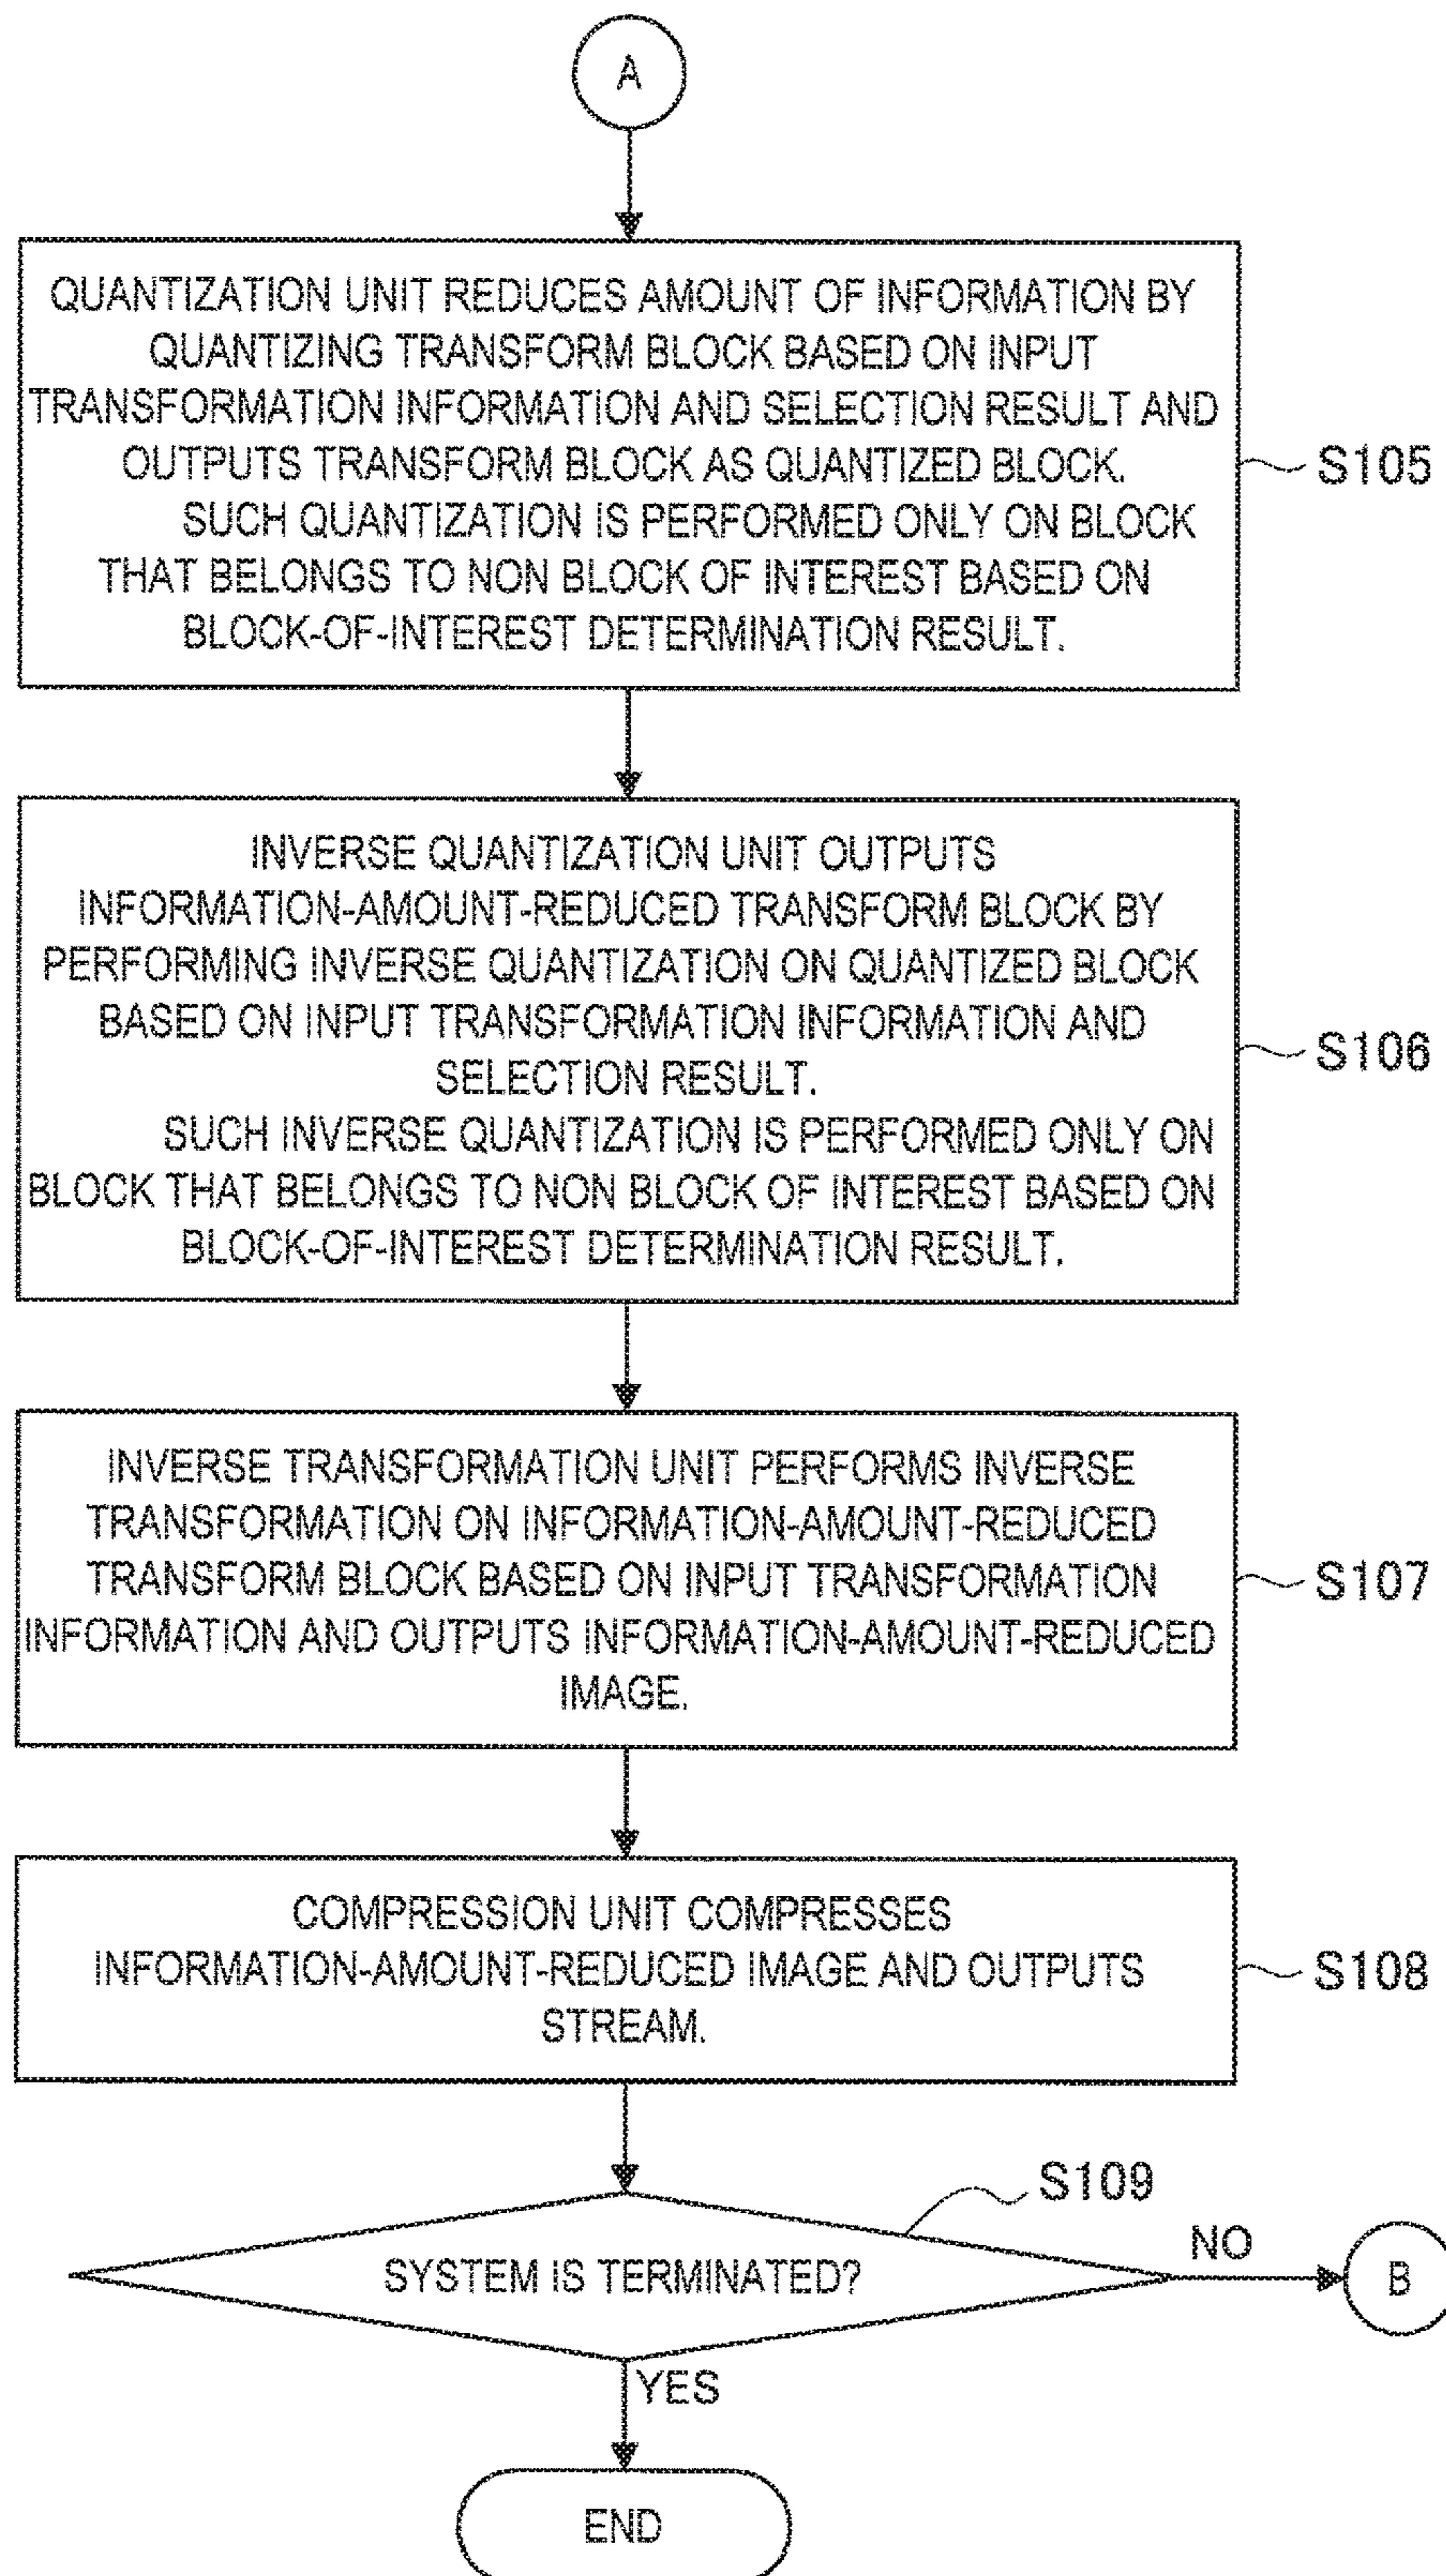 A
QUANTIZATION UNIT REDUCES AMOUNT OF INFORMATION BY
QUANTIZING TRANSFORM BLOCK BASED ON INPUT
TRANSFORMATION INFORMATION AND SELECTION RESULT AND
OUTPUTS TRANSFORM BLOCK AS QUANTIZED BLOCK.
SUCH QUANTIZATION IS PERFORMED ONLY ON BLOCK
THAT BELONGS TO NON BLOCK OF INTEREST BASED ON
BLOCK-OF-INTEREST DETERMINATION RESULT.
S105
INVERSE QUANTIZATION UNIT OUTPUTS
INFORMATION-AMOUNT-REDUCED TRANSFORM BLOCK BY
PERFORMING INVERSE QUANTIZATION ON QUANTIZED BLOCK
BASED ON INPUT TRANSFORMATION INFORMATION AND
SELECTION RESULT.
SUCH INVERSE QUANTIZATION IS PERFORMED ONLY ON
BLOCK THAT BELONGS TO NON BLOCK OF INTEREST BASED ON
BLOCK-OF-INTEREST DETERMINATION RESULT.
S106
INVERSE TRANSFORMATION UNIT PERFORMS INVERSE
TRANSFORMATION ON INFORMATION-AMOUNT-REDUCED
TRANSFORM BLOCK BASED ON INPUT TRANSFORMATION
INFORMATION AND OUTPUTS INFORMATION-AMOUNT-REDUCED
IMAGE.
S107
COMPRESSION UNIT COMPRESSES
INFORMATION-AMOUNT-REDUCED IMAGE AND OUTPUTS
STREAM.
S108
S109
SYSTEM IS TERMINATED?
NO
B
YES
END